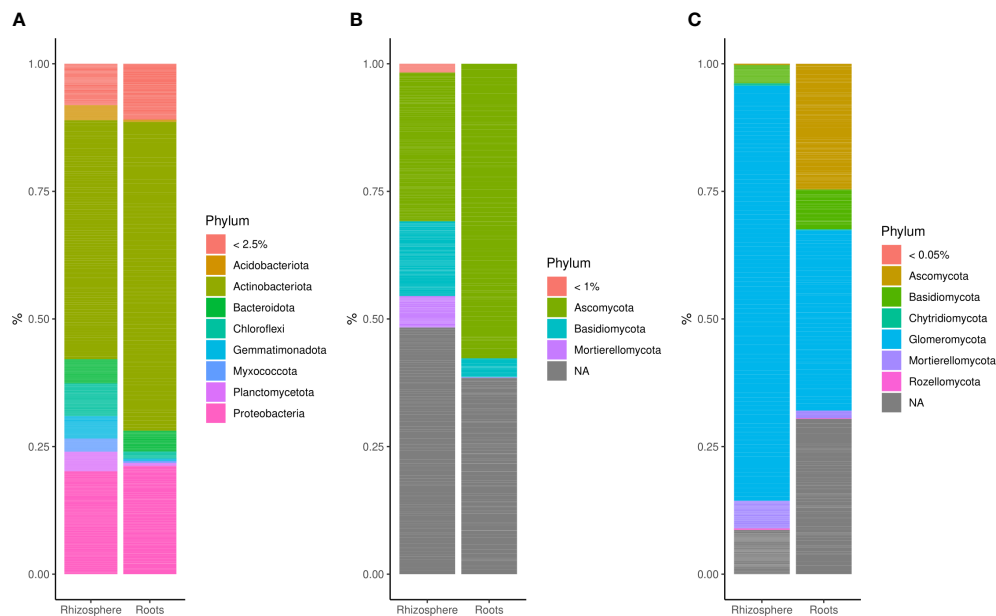 A
%
1.00
0.75
0.50
0.25
0.00
Rhizosphere
Roots
Phylum
< 2.5%
Acidobacteriota
Actinobacteriota
Bacteroidota
Chloroflexi
Gemmatimonadota
Myxococcota
Planctomycetota
Proteobacteria
B
%
1.00
0.75
0.50
0.25
0.00
Rhizosphere
Roots
Phylum
< 1%
Ascomycota
Basidiomycota
Mortierellomycota
NA
C
%
1.00
0.75
0.50
0.25
0.00
Rhizosphere
Roots
Phylum
< 0.05%
Ascomycota
Basidiomycota
Chytridiomycota
Glomeromycota
Mortierellomycota
Rozellomycota
NA